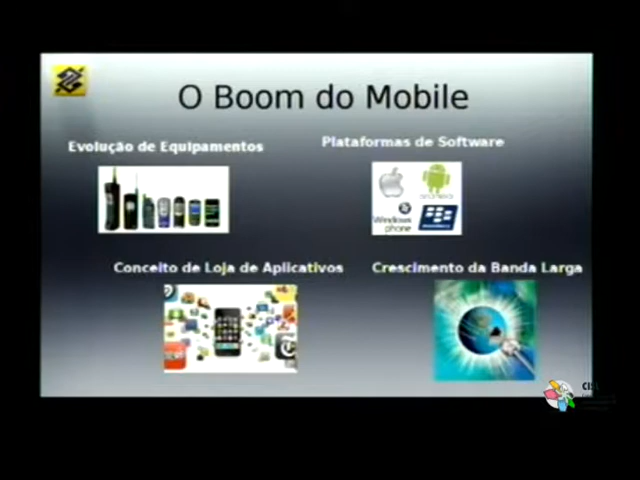 O Boom do Mobile
Evolução de Equipamentos
Plataformas de Software
Windows
phone
Conceito de Loja de Aplicativos
Crescimento da Banda Larga